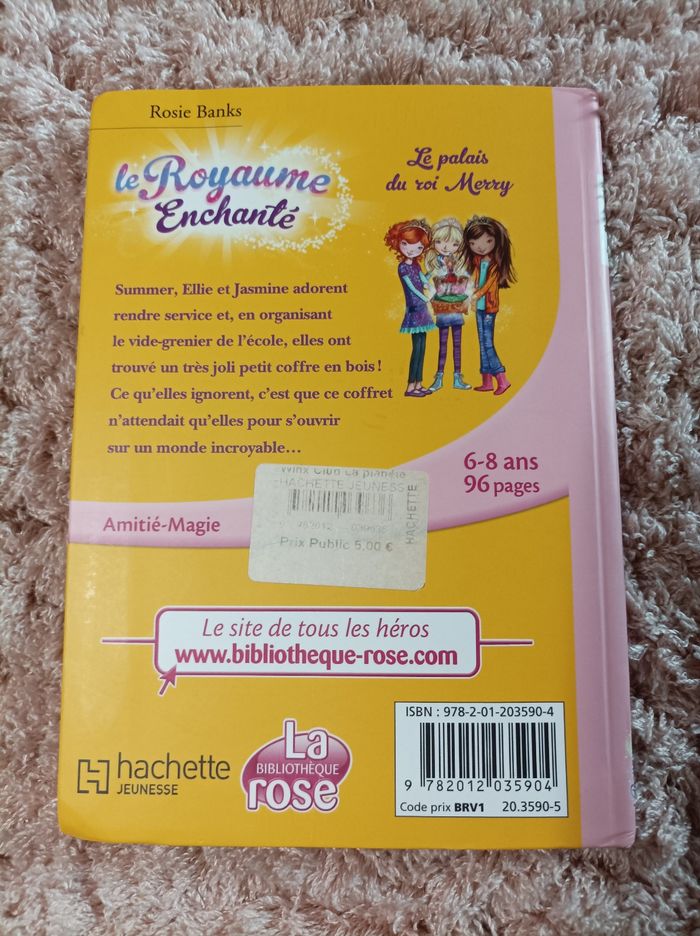 Rosie Banks
le Royaume
Enchanté
Le palais
du roi Merry
Summer, Ellie et Jasmine adorent
rendre service et, en organisant
le vide-grenier de l'école, elles ont
trouvé un très joli petit coffre en bois !
Ce qu'elles ignorent, c'est que ce coffret
n'attendait qu'elles pour s'ouvrir
sur un monde incroyable…
6-8 ans
96 pages
Amitié-Magie
Winx Club La planète
HACHETTE JEUNESSE
HACHETTE
Prix Public 5,00 €
Le site de tous les héros
www.bibliotheque-rose.com
hachette
JEUNESSE
La
BIBLIOTHÈQUE
rose
ISBN : 978-2-01-203590-4
9 782012 035904
Code prix BRV1 20.3590-5